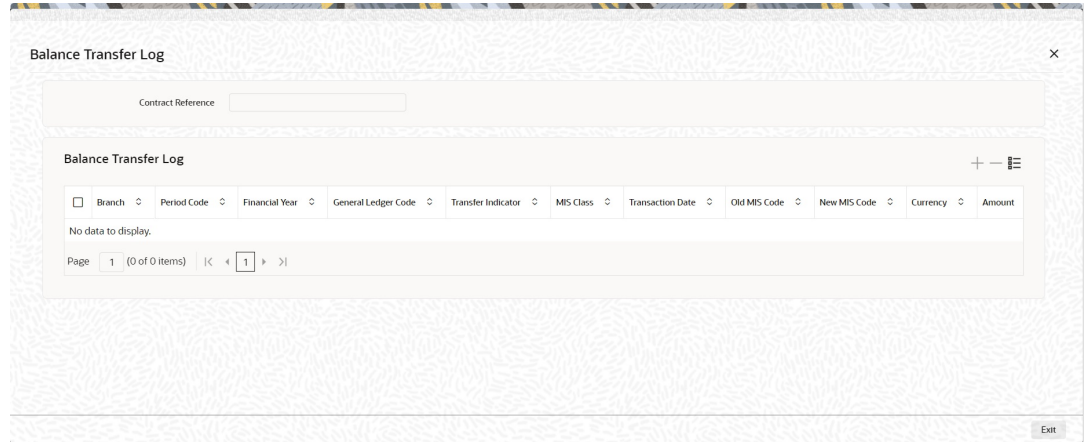 Balance Transfer Log
Contract Reference
Balance Transfer Log
Branch Period Code Financial Year General Ledger Code Transfer Indicator MIS Class Transaction Date Old MIS Code New MIS Code Currency Amount
No data to display.
Page 1 (0 of 0 items) 1
Exit